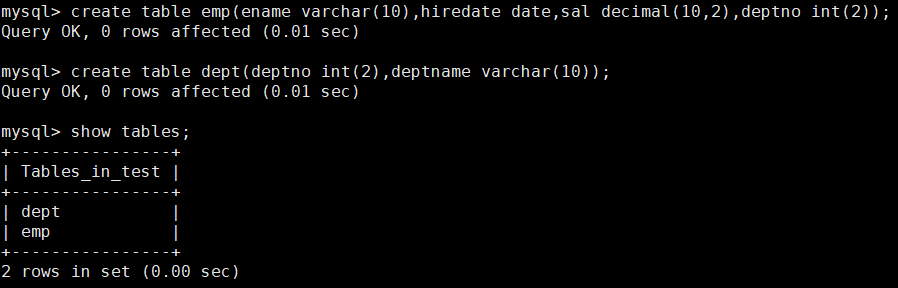 mysql> create table emp(ename varchar(10),hiredate date,sal decimal(10,2),deptno int(2));
Query OK, 0 rows affected (0.01 sec)
mysql> create table dept(deptno int(2),deptname varchar(10));
Query OK, 0 rows affected (0.01 sec)
mysql> show tables;
+----------------+
| Tables_in_test |
+----------------+
| dept           |
| emp            |
+----------------+
2 rows in set (0.00 sec)